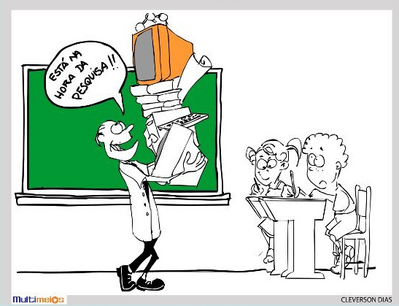 ESTÁ NA
HORA DA
PESQUISA!!
Multimeios
CLEVERSON DIAS